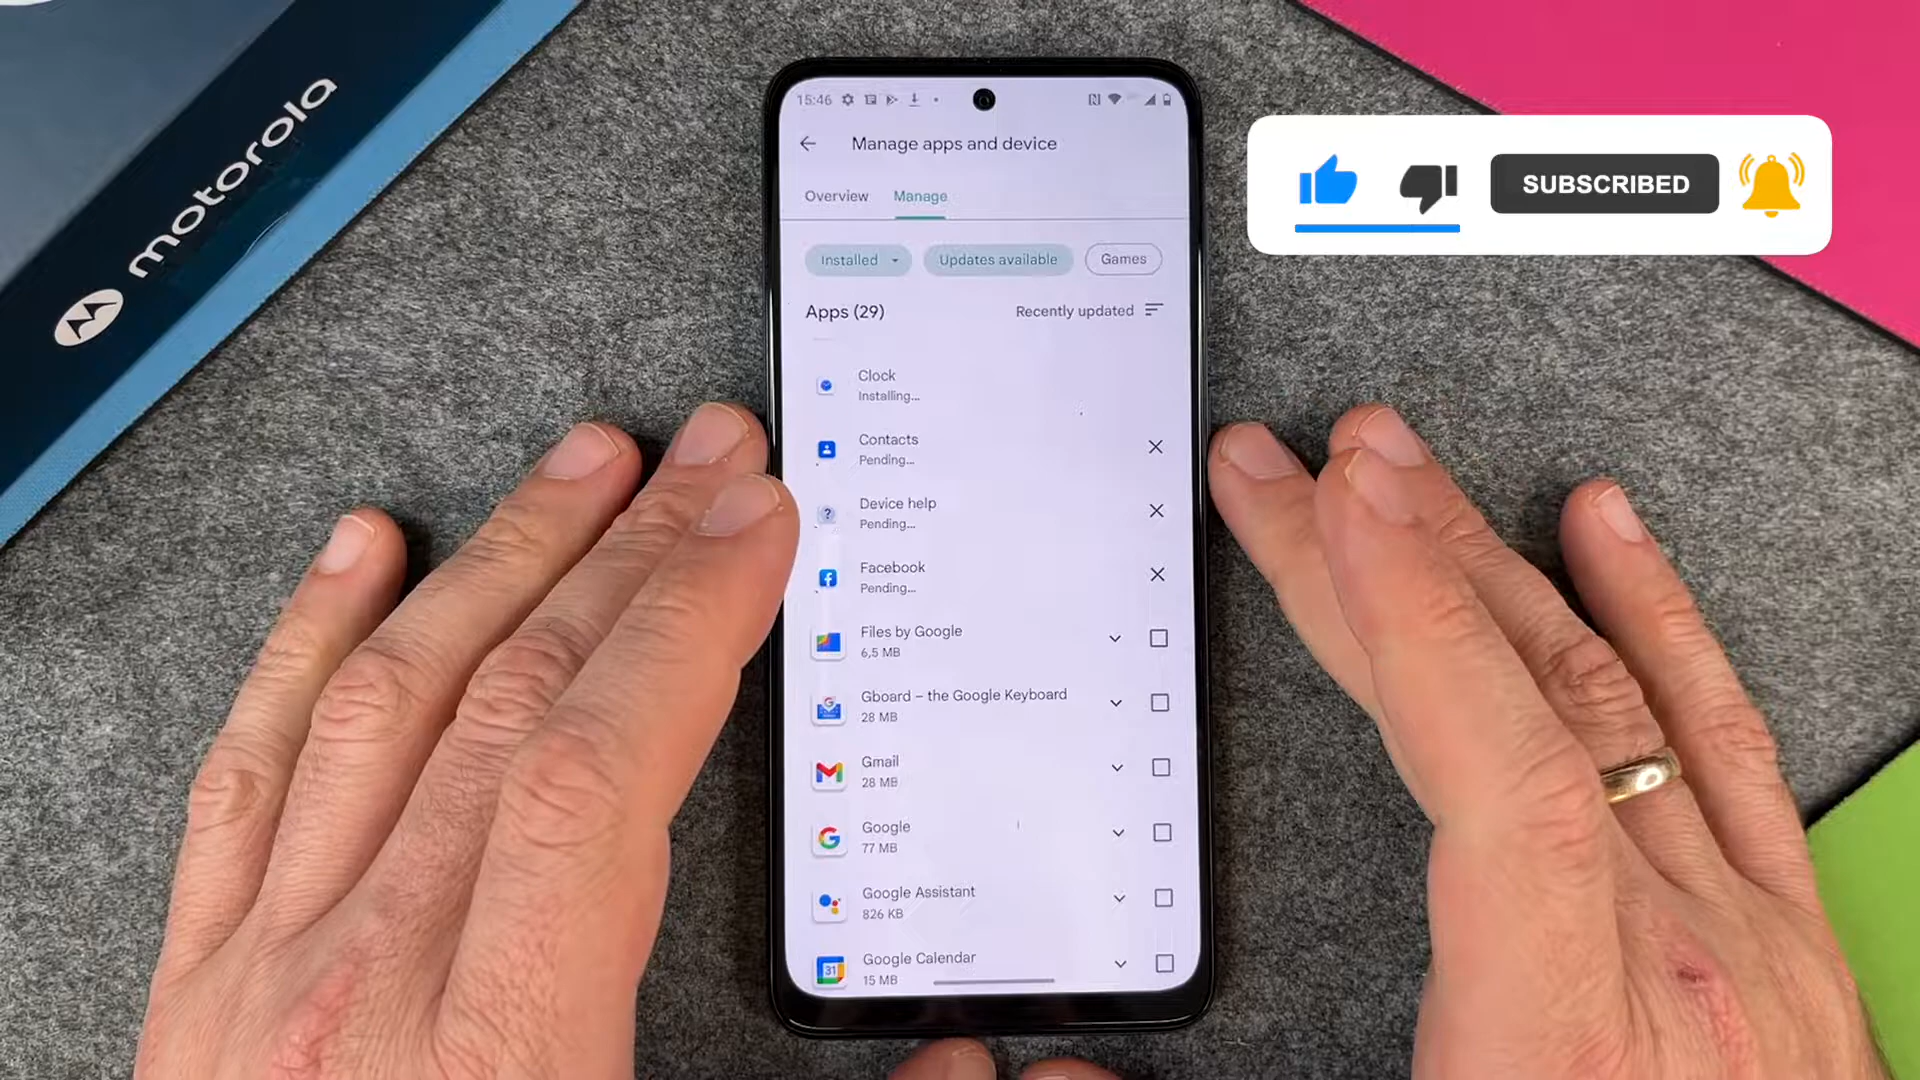 motorola
15:46
Manage apps and device
Overview Manage
Installed Updates available Games
Apps (29) Recently updated
Clock
Installing...
Contacts
Pending...
Device help
Pending...
Facebook
Pending...
Files by Google
6,5 MB
Gboard – the Google Keyboard
28 MB
Gmail
28 MB
Google
77 MB
Google Assistant
826 KB
Google Calendar
15 MB
SUBSCRIBED